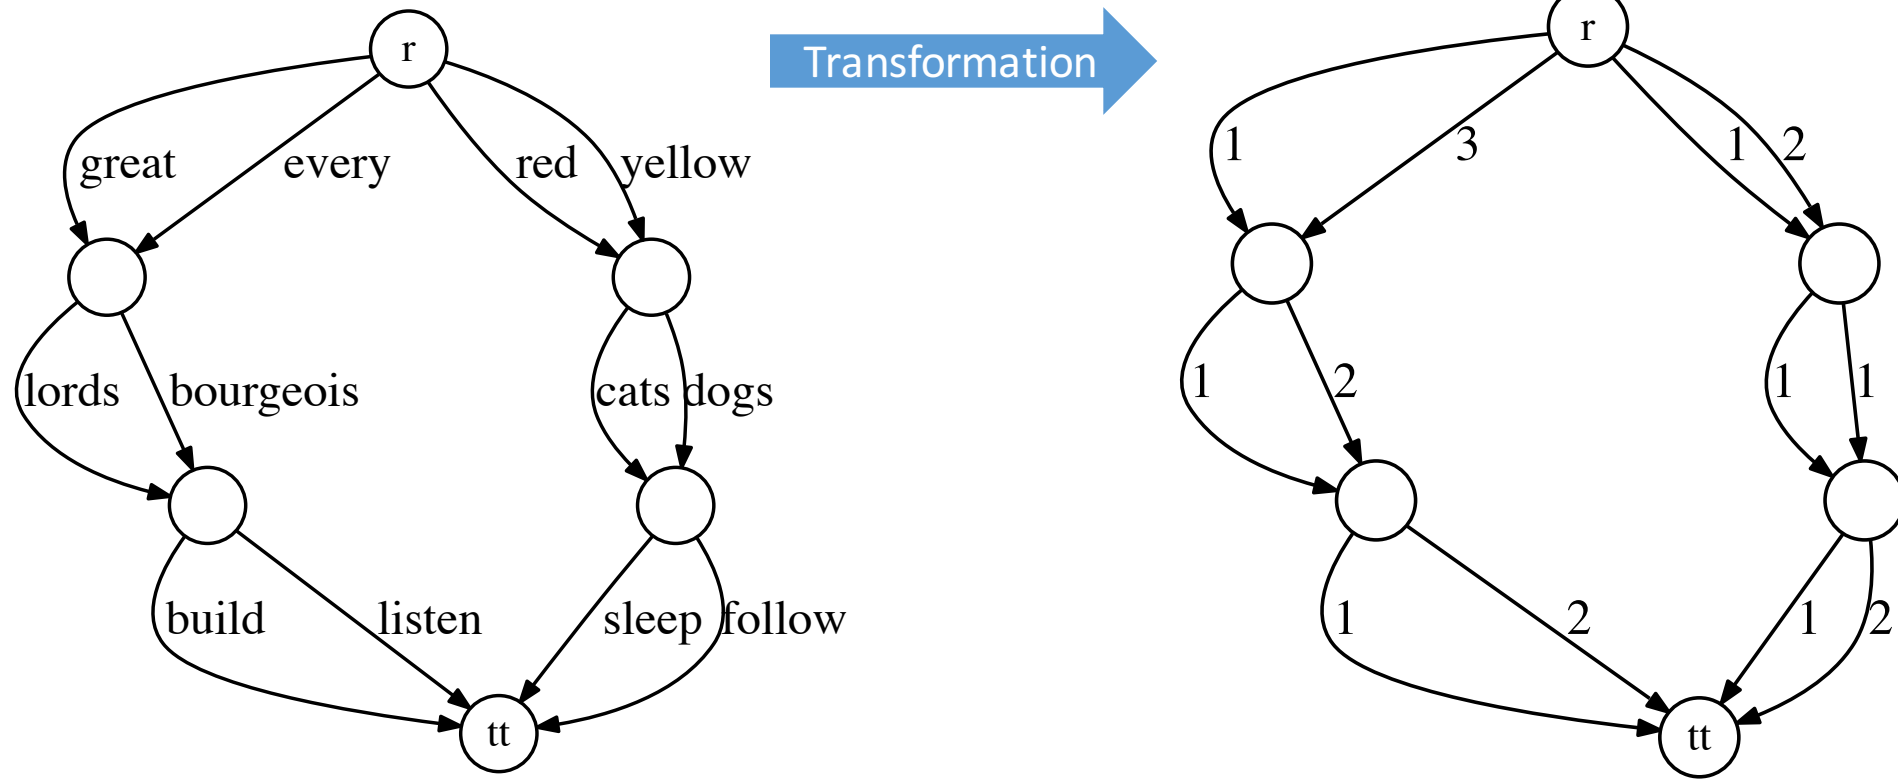 r
great every red yellow
lords bourgeois cats dogs
build listen sleep follow
tt
Transformation
r
1 3 1 2
1 2 1 1
1 2 1 2
tt